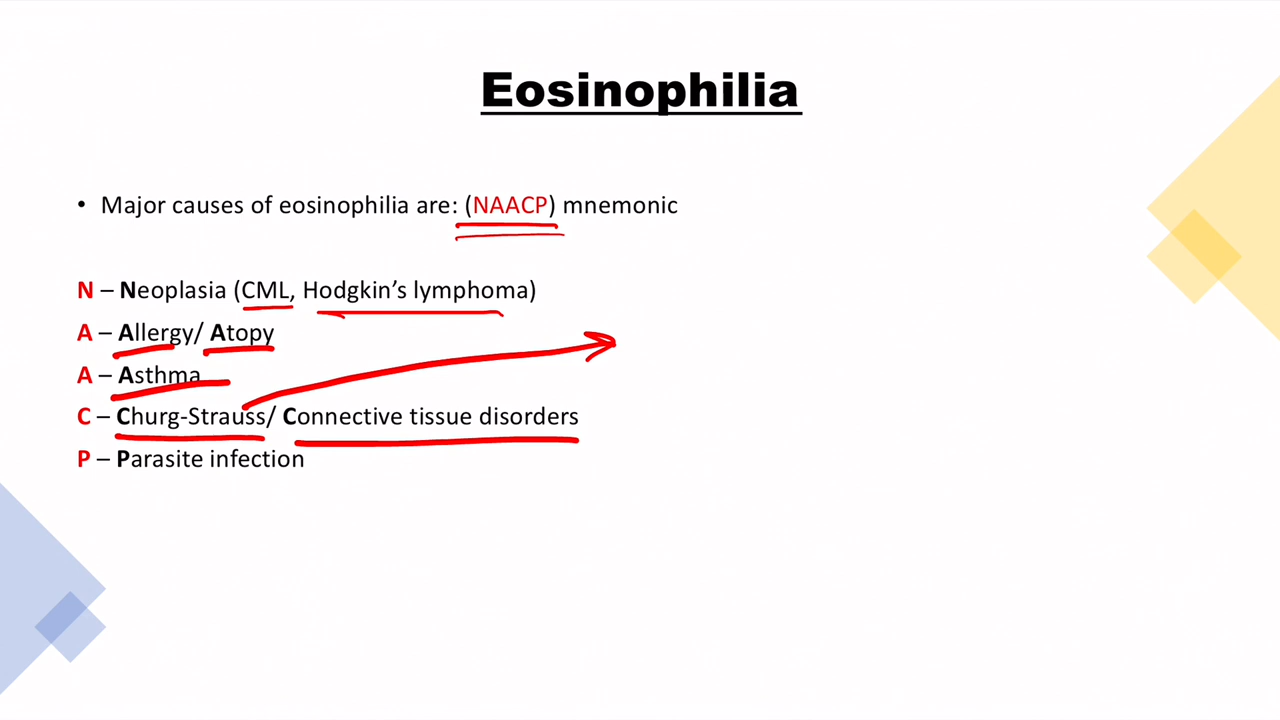 Eosinophilia
• Major causes of eosinophilia are: (NAACP) mnemonic
N – Neoplasia (CML, Hodgkin’s lymphoma)
A – Allergy/ Atopy
A – Asthma
C – Churg-Strauss/ Connective tissue disorders
P – Parasite infection